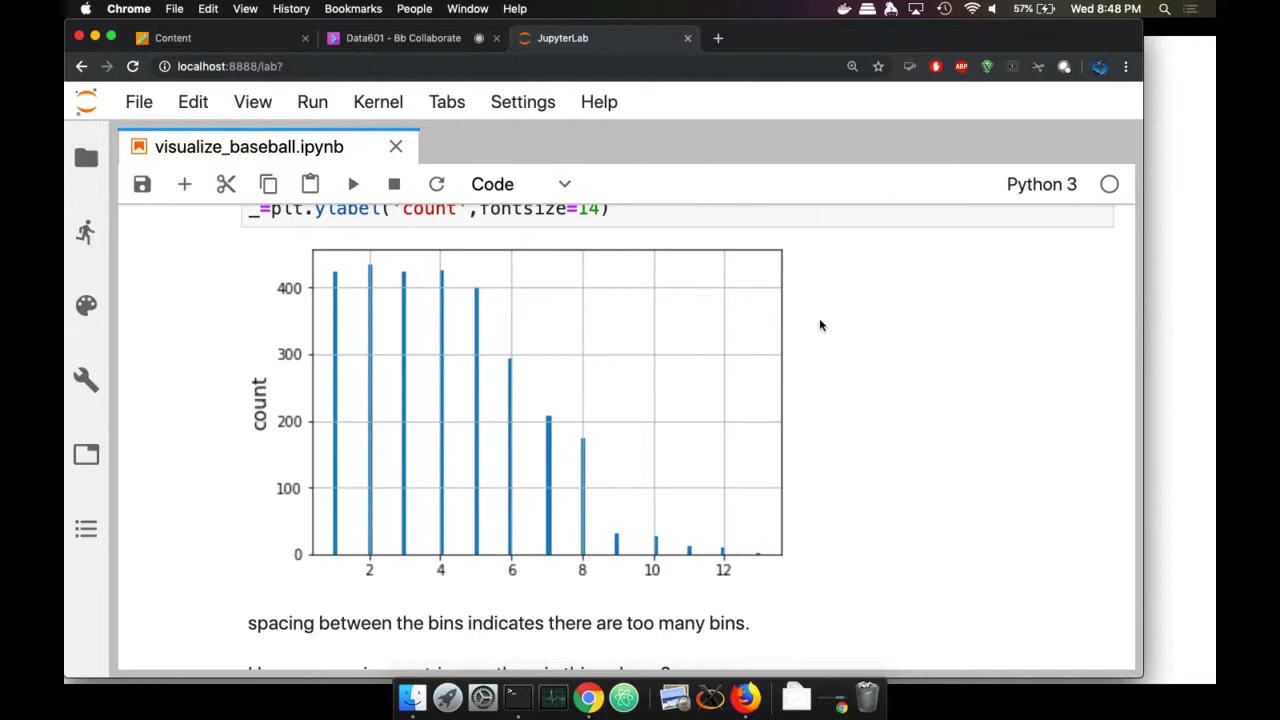 Chrome File Edit View History Bookmarks People Window Help 57% Wed 8:48 PM
Content Data601 - Bb Collaborate JupyterLab
localhost:8888/lab?
ABP
File Edit View Run Kernel Tabs Settings Help
visualize_baseball.ipynb
Code Python 3
_=plt.ylabel('count',fontsize=14)
400
300
200
100
0
count
2 4 6 8 10 12
spacing between the bins indicates there are too many bins.